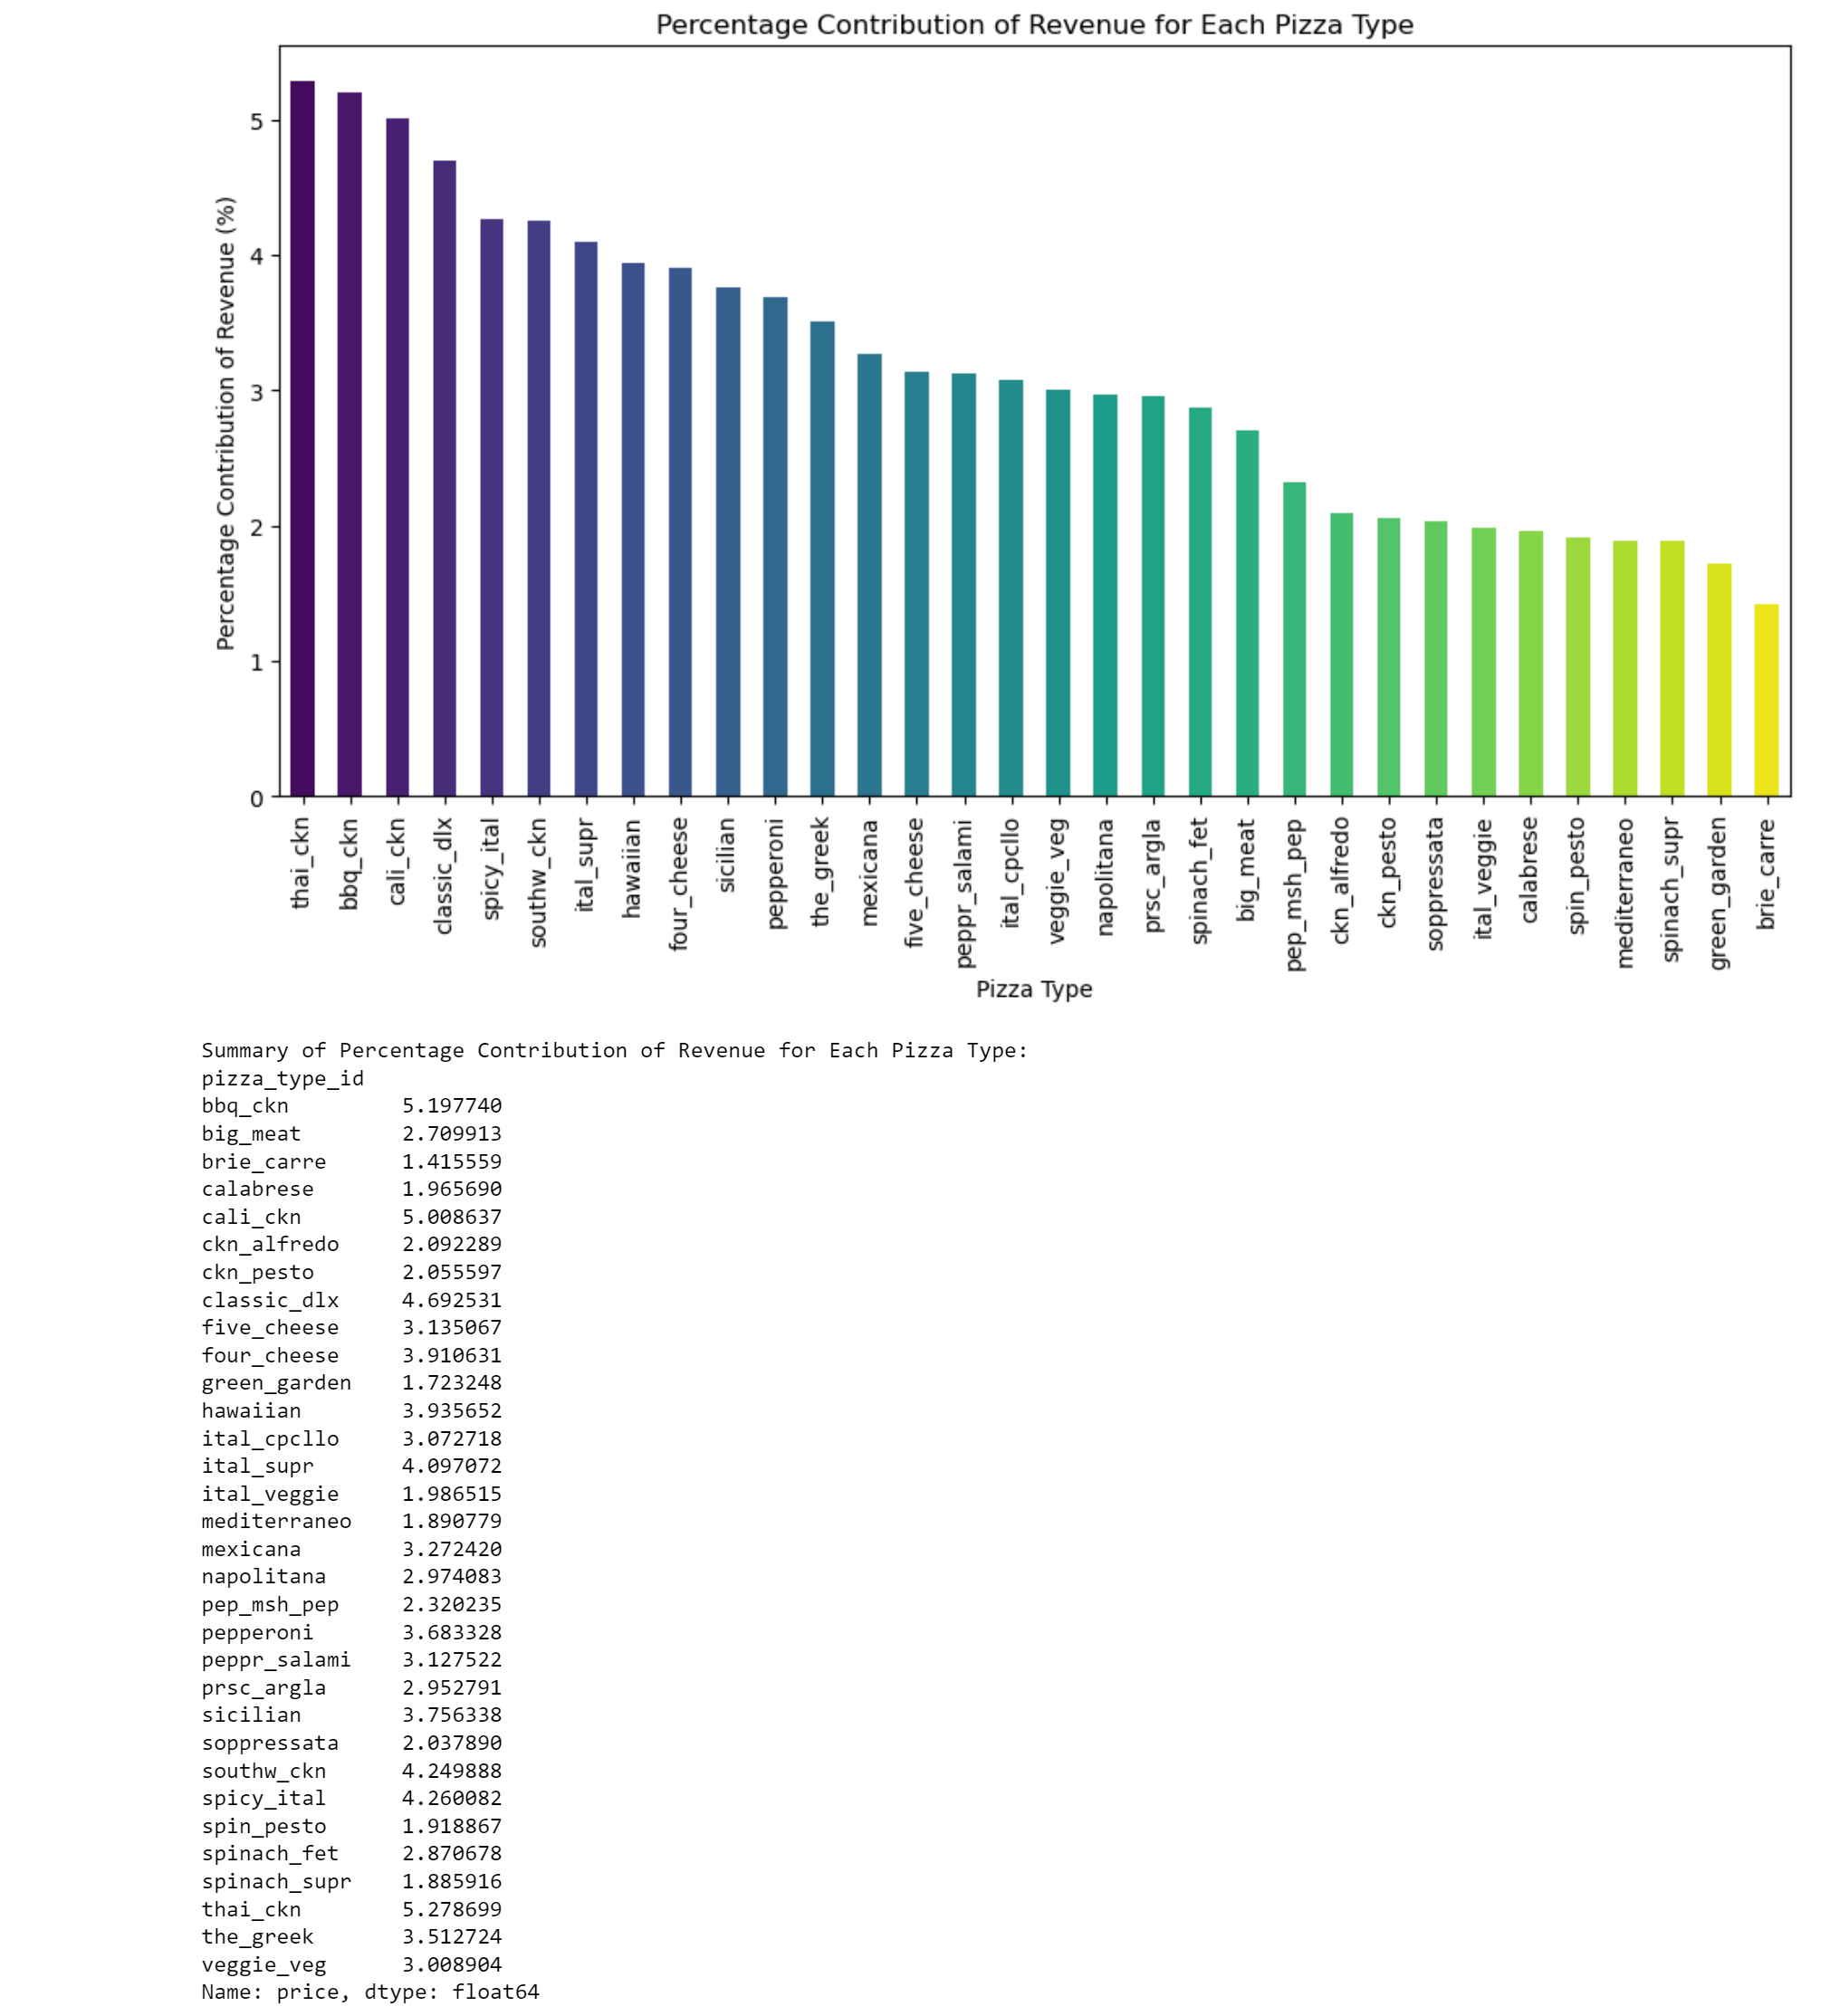 Percentage Contribution of Revenue for Each Pizza Type
Percentage Contribution of Revenue (%)
5
4
3
2
1
0
thai_ckn
bbq_ckn
cali_ckn
classic_dlx
spicy_ital
southw_ckn
ital_supr
hawaiian
four_cheese
sicilian
pepperoni
the_greek
mexicana
five_cheese
peppr_salami
ital_cpcllo
veggie_veg
napolitana
prsc_argla
spinach_fet
big_meat
pep_msh_pep
ckn_alfredo
ckn_pesto
soppressata
ital_veggie
calabrese
spin_pesto
mediterraneo
spinach_supr
green_garden
brie_carre
Pizza Type
Summary of Percentage Contribution of Revenue for Each Pizza Type:
pizza_type_id
bbq_ckn 5.197740
big_meat 2.709913
brie_carre 1.415559
calabrese 1.965690
cali_ckn 5.008637
ckn_alfredo 2.092289
ckn_pesto 2.055597
classic_dlx 4.692531
five_cheese 3.135067
four_cheese 3.910631
green_garden 1.723248
hawaiian 3.935652
ital_cpcllo 3.072718
ital_supr 4.097072
ital_veggie 1.986515
mediterraneo 1.890779
mexicana 3.272420
napolitana 2.974083
pep_msh_pep 2.320235
pepperoni 3.683328
peppr_salami 3.127522
prsc_argla 2.952791
sicilian 3.756338
soppressata 2.037890
southw_ckn 4.249888
spicy_ital 4.260082
spin_pesto 1.918867
spinach_fet 2.870678
spinach_supr 1.885916
thai_ckn 5.278699
the_greek 3.512724
veggie_veg 3.008904
Name: price, dtype: float64